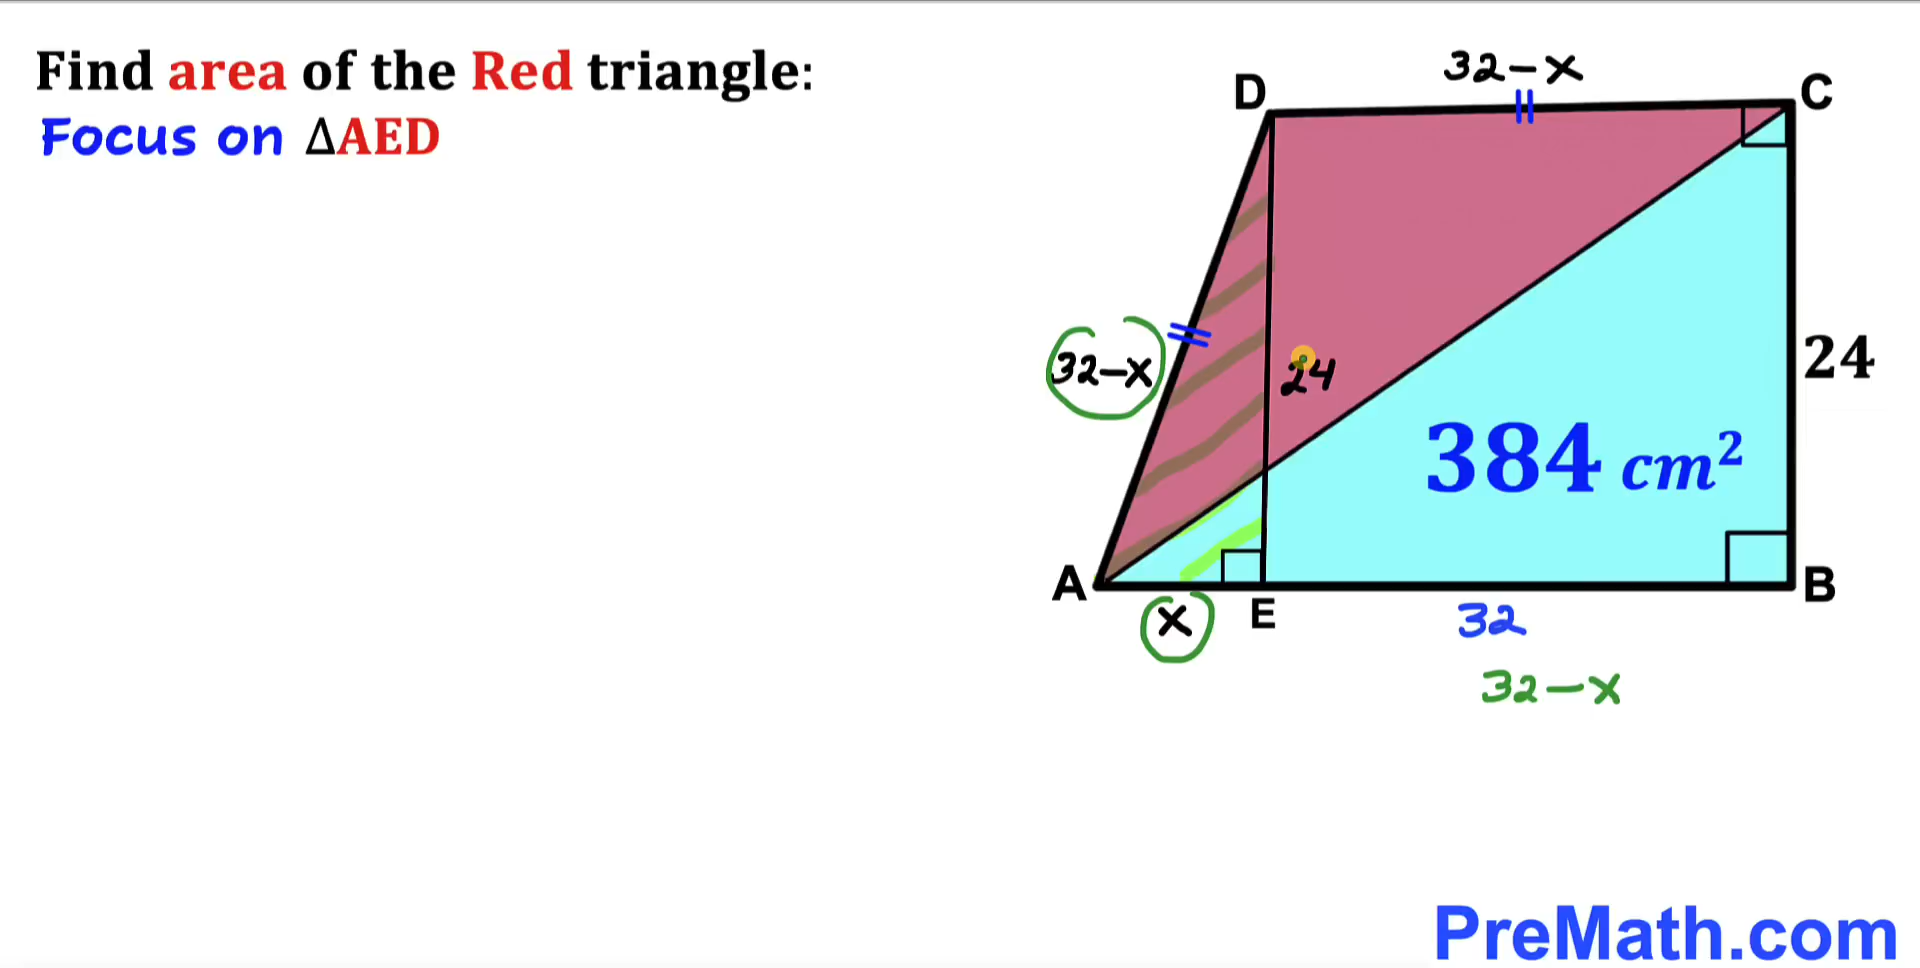 Find area of the Red triangle:
Focus on ΔAED
32-x
D
C
32-x
24
24
384 cm²
A
B
x
E
32
32-x
PreMath.com